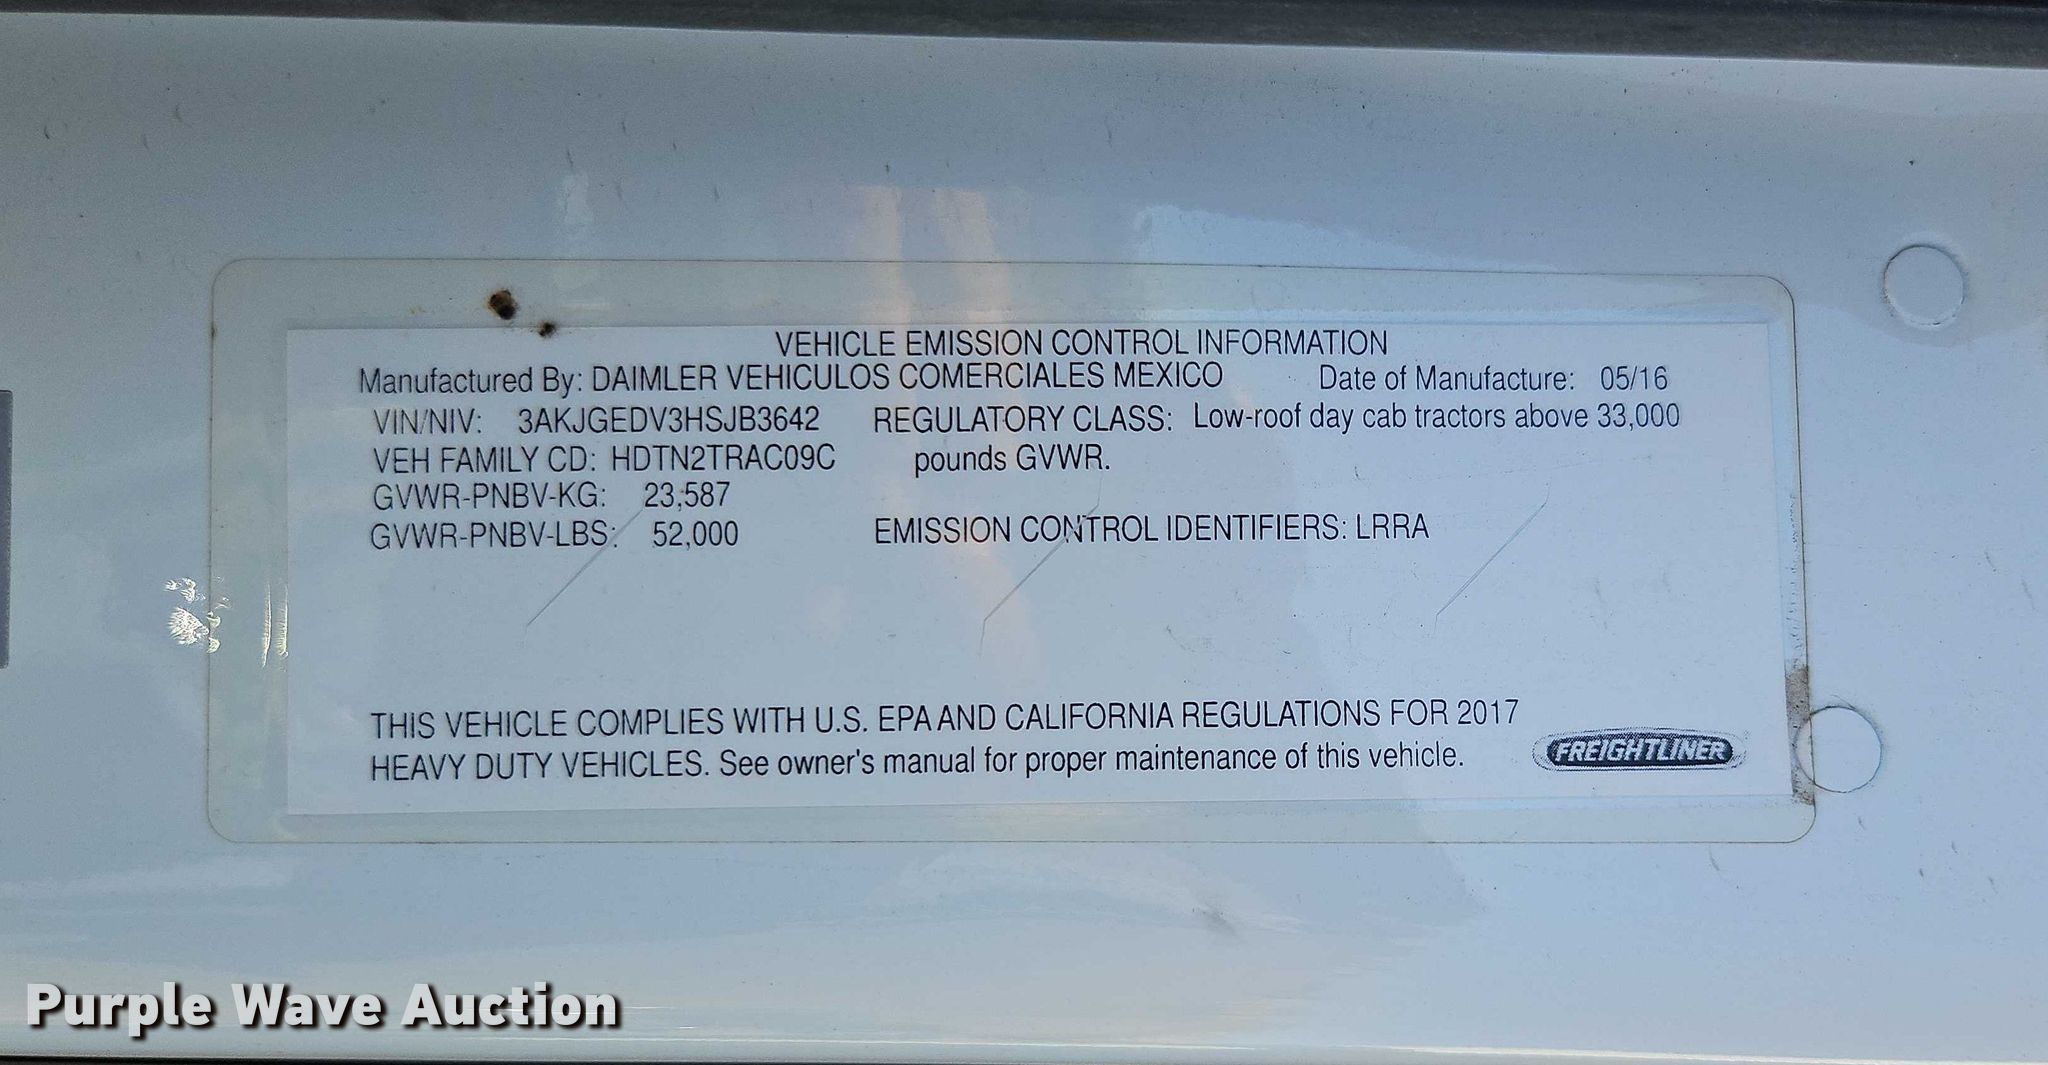 VEHICLE EMISSION CONTROL INFORMATION
Manufactured By: DAIMLER VEHICULOS COMERCIALES MEXICO Date of Manufacture: 05/16
VIN/NIV: 3AKJGEDV3HSJB3642 REGULATORY CLASS: Low-roof day cab tractors above 33,000
VEH FAMILY CD: HDTN2TRAC09C pounds GVWR.
GVWR-PNBV-KG: 23,587
GVWR-PNBV-LBS: 52,000 EMISSION CONTROL IDENTIFIERS: LRRA
THIS VEHICLE COMPLIES WITH U.S. EPA AND CALIFORNIA REGULATIONS FOR 2017
HEAVY DUTY VEHICLES. See owner's manual for proper maintenance of this vehicle.
FREIGHTLINER
Purple Wave Auction